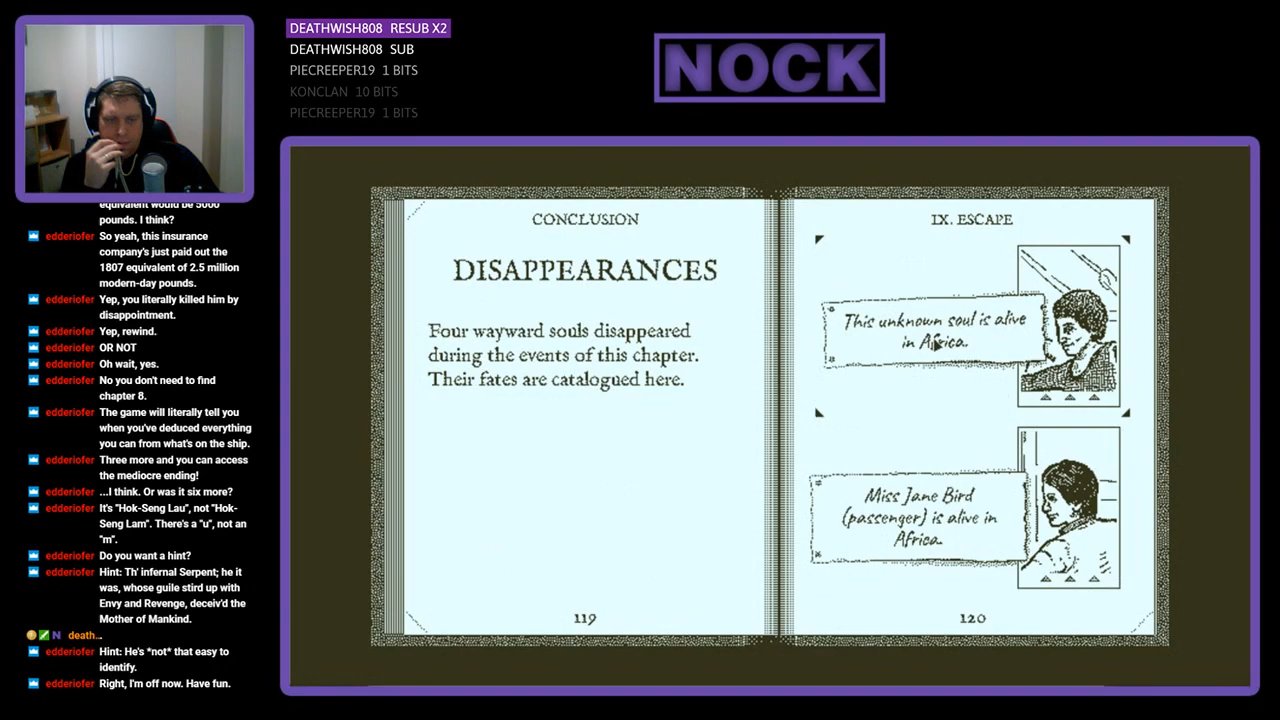 DEATHWISH808 RESUB X2
DEATHWISH808 SUB
PIECREEPER19 1 BITS
KONCLAN 10 BITS
PIECREEPER19 1 BITS
NOCK
equivalent would be 5000
pounds. I think?
edderiofer So yeah, this insurance
company's just paid out the
1807 equivalent of 2.5 million
modern-day pounds.
edderiofer Yep, you literally killed him by
disappointment.
edderiofer Yep, rewind.
edderiofer OR NOT
edderiofer Oh wait, yes.
edderiofer No you don't need to find
chapter 8.
edderiofer The game will literally tell you
when you've deduced everything
you can from what's on the ship.
edderiofer Three more and you can access
the mediocre ending!
edderiofer ...I think. Or was it six more?
edderiofer It's "Hok-Seng Lau", not "Hok-
Seng Lam". There's a "u", not an
"m".
edderiofer Do you want a hint?
edderiofer Hint: Th' infernal Serpent; he it
was, whose guile stird up with
Envy and Revenge, deceiv'd the
Mother of Mankind.
N death...
edderiofer Hint: He's *not* that easy to
identify.
edderiofer Right, I'm off now. Have fun.
CONCLUSION
DISAPPEARANCES
Four wayward souls disappeared
during the events of this chapter.
Their fates are catalogued here.
119
IX. ESCAPE
This unknown soul is alive
in Africa.
Miss Jane Bird
(passenger) is alive in
Africa.
120